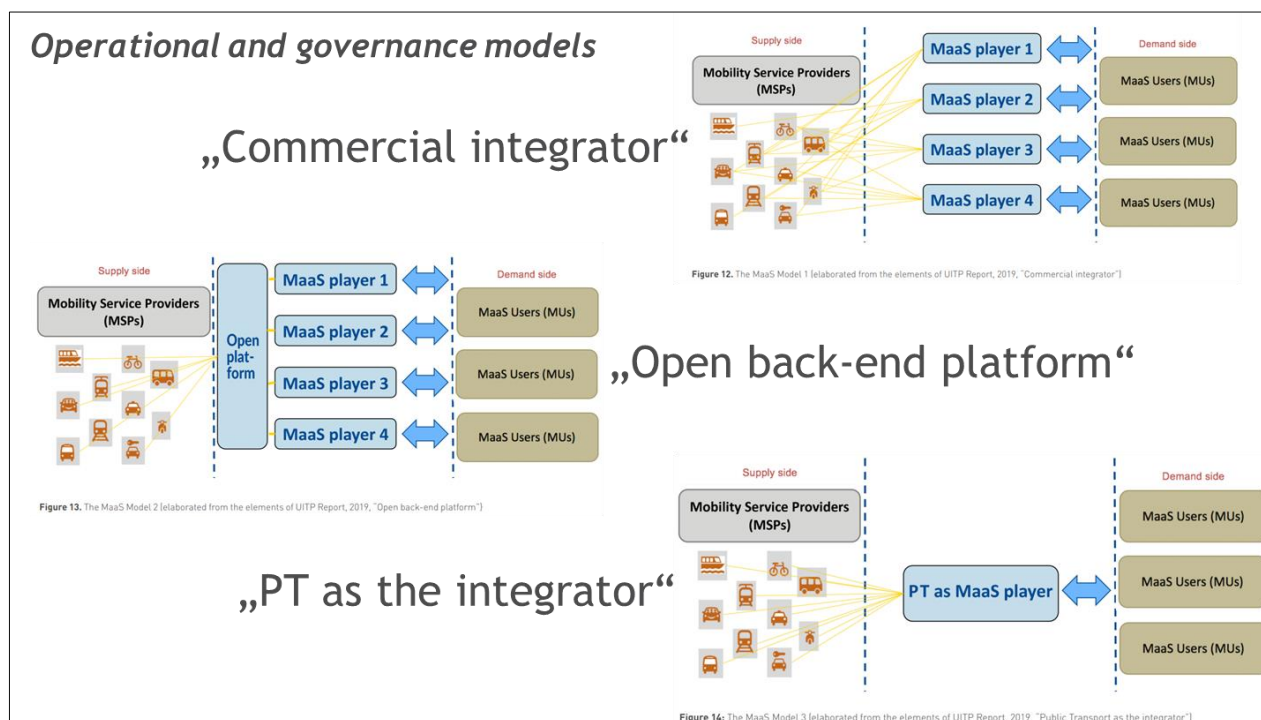 Operational and governance models
„Commercial integrator“
Supply side
Mobility Service Providers
(MSPs)
MaaS player 1
MaaS player 2
MaaS player 3
MaaS player 4
Demand side
MaaS Users (MUs)
MaaS Users (MUs)
MaaS Users (MUs)
Figure 12. The MaaS Model 1 (elaborated from the elements of UITP Report, 2019, "Commercial integrator")
Supply side
Mobility Service Providers
(MSPs)
Open
plat-
form
MaaS player 1
MaaS player 2
MaaS player 3
MaaS player 4
Demand side
MaaS Users (MUs)
MaaS Users (MUs)
MaaS Users (MUs)
Figure 13. The MaaS Model 2 (elaborated from the elements of UITP Report, 2019, "Open back-end platform")
„Open back-end platform“
„PT as the integrator“
Supply side
Mobility Service Providers
(MSPs)
PT as MaaS player
Demand side
MaaS Users (MUs)
MaaS Users (MUs)
MaaS Users (MUs)
Figure 14: The MaaS Model 3 (elaborated from the elements of UITP Report, 2019, "Public Transport as the integrator")